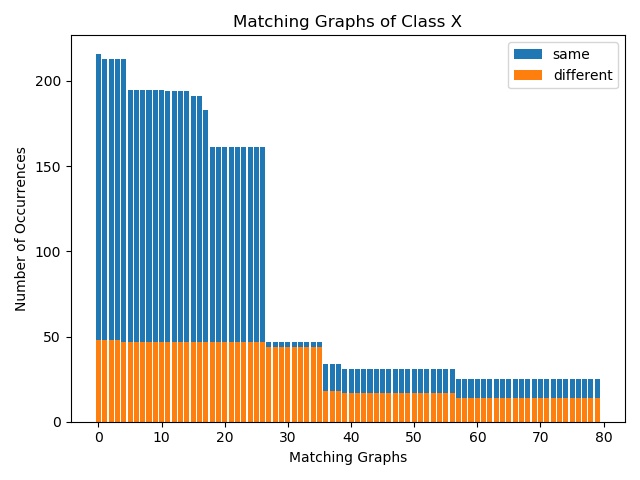 Matching Graphs of Class X
same
different
Number of Occurrences
200
150
100
50
0
0 10 20 30 40 50 60 70 80
Matching Graphs